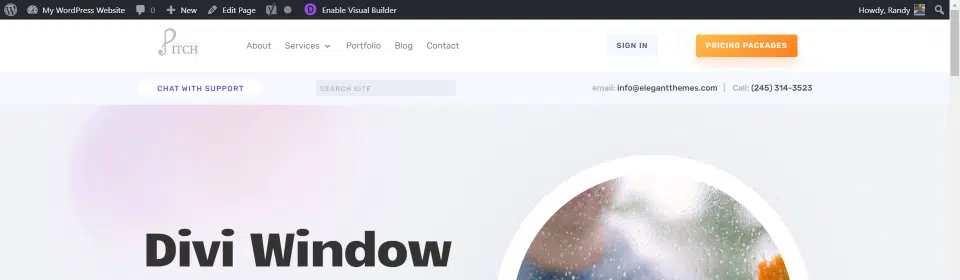 My WordPress Website 0 New Edit Page D Enable Visual Builder Howdy, Randy
PITCH About Services Portfolio Blog Contact SIGN IN PRICING PACKAGES
CHAT WITH SUPPORT SEARCH SITE email: info@elegantthemes.com | Call: (245) 314-3523
Divi Window